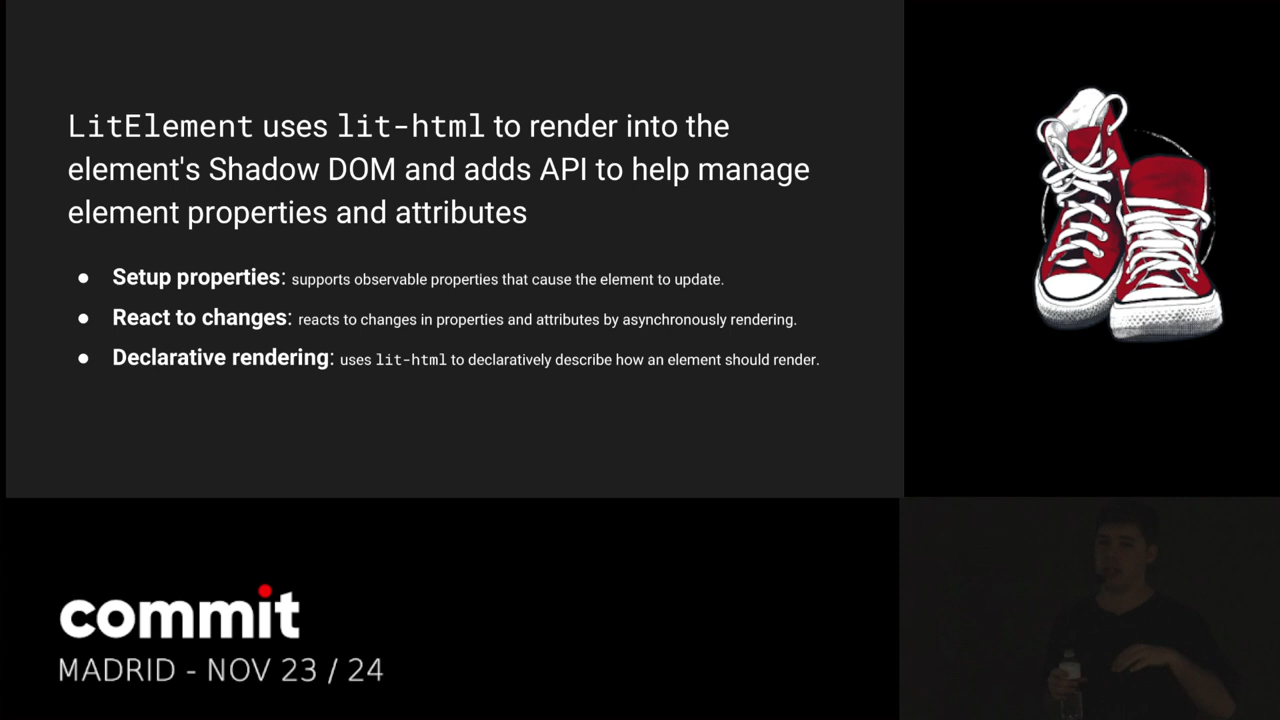 LitElement uses lit-html to render into the
element's Shadow DOM and adds API to help manage
element properties and attributes
● Setup properties: supports observable properties that cause the element to update.
● React to changes: reacts to changes in properties and attributes by asynchronously rendering.
● Declarative rendering: uses lit-html to declaratively describe how an element should render.
commit
MADRID - NOV 23 / 24